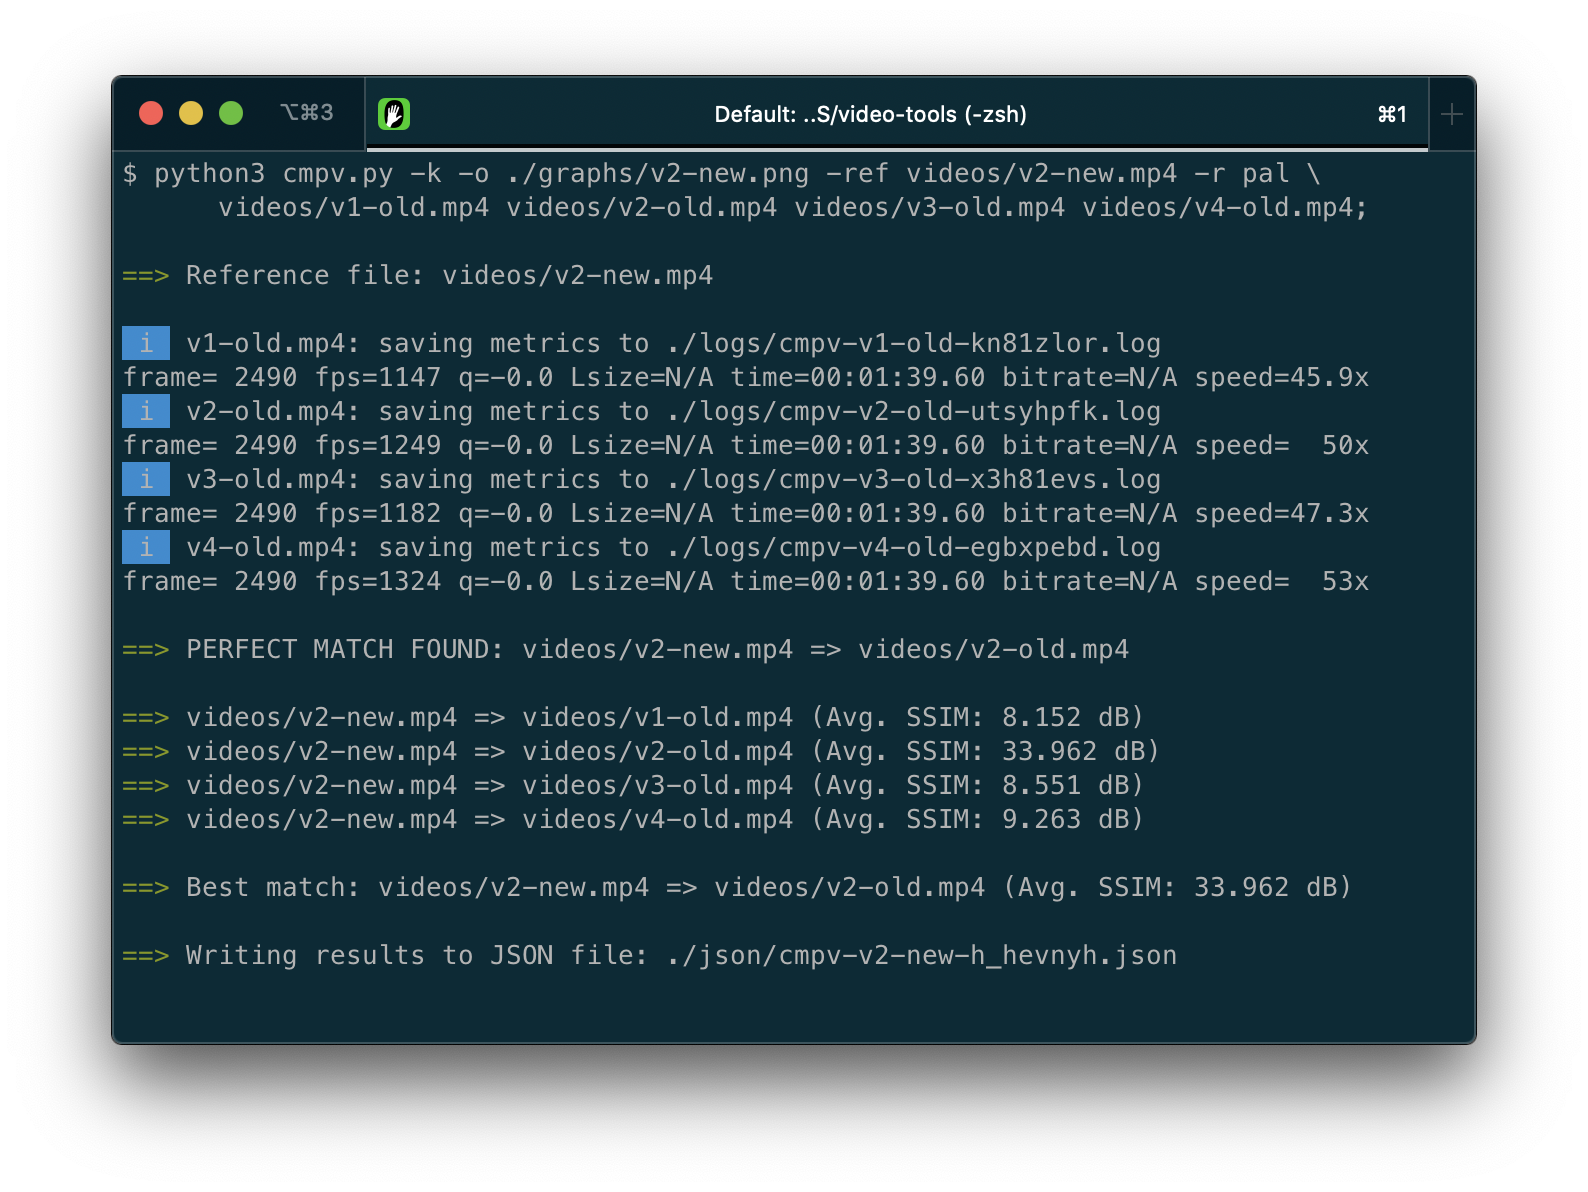 ⌥⌘3
Default: ..S/video-tools (-zsh)
⌘1
$ python3 cmpv.py -k -o ./graphs/v2-new.png -ref videos/v2-new.mp4 -r pal \
videos/v1-old.mp4 videos/v2-old.mp4 videos/v3-old.mp4 videos/v4-old.mp4;
==> Reference file: videos/v2-new.mp4
i v1-old.mp4: saving metrics to ./logs/cmpv-v1-old-kn81zlor.log
frame= 2490 fps=1147 q=-0.0 Lsize=N/A time=00:01:39.60 bitrate=N/A speed=45.9x
i v2-old.mp4: saving metrics to ./logs/cmpv-v2-old-utsyhpfk.log
frame= 2490 fps=1249 q=-0.0 Lsize=N/A time=00:01:39.60 bitrate=N/A speed=  50x
i v3-old.mp4: saving metrics to ./logs/cmpv-v3-old-x3h81evs.log
frame= 2490 fps=1182 q=-0.0 Lsize=N/A time=00:01:39.60 bitrate=N/A speed=47.3x
i v4-old.mp4: saving metrics to ./logs/cmpv-v4-old-egbxpebd.log
frame= 2490 fps=1324 q=-0.0 Lsize=N/A time=00:01:39.60 bitrate=N/A speed=  53x
==> PERFECT MATCH FOUND: videos/v2-new.mp4 => videos/v2-old.mp4
==> videos/v2-new.mp4 => videos/v1-old.mp4 (Avg. SSIM: 8.152 dB)
==> videos/v2-new.mp4 => videos/v2-old.mp4 (Avg. SSIM: 33.962 dB)
==> videos/v2-new.mp4 => videos/v3-old.mp4 (Avg. SSIM: 8.551 dB)
==> videos/v2-new.mp4 => videos/v4-old.mp4 (Avg. SSIM: 9.263 dB)
==> Best match: videos/v2-new.mp4 => videos/v2-old.mp4 (Avg. SSIM: 33.962 dB)
==> Writing results to JSON file: ./json/cmpv-v2-new-h_hevnyh.json